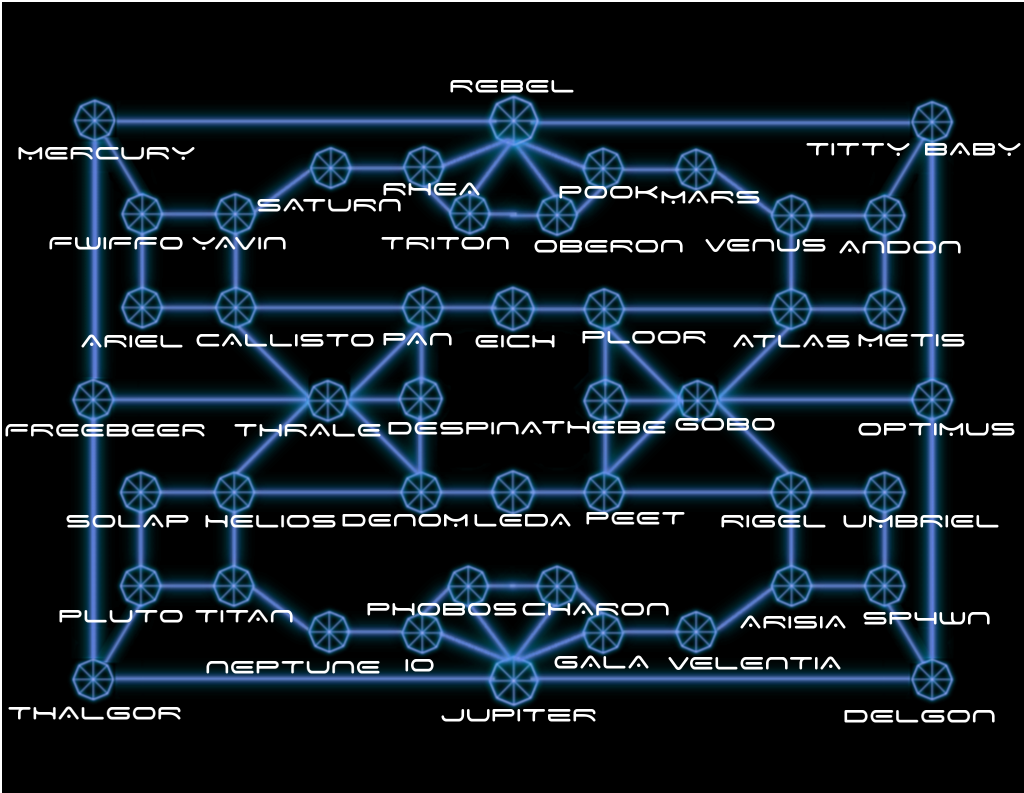 REBEL
MERCURY
TITTY BABY
RHEA
POOK
MARS
SATURN
FWIFFO
YAVIN
TRITON
OBERON
VENUS
ANDON
ARIEL
CALLISTO
PAN
EICH
PLOOR
ATLAS
METIS
FREEBEER
THRALE
DESPINA
THEBE
GOBO
OPTIMUS
SOLAP
HELIOS
DENOM
LEDA
PEET
RIGEL
UMBRIEL
PLUTO
TITAN
PHOBOS
CHARON
ARISIA
SP4WN
NEPTUNE
IO
GALA
VELENTIA
THALGOR
JUPITER
DELGON